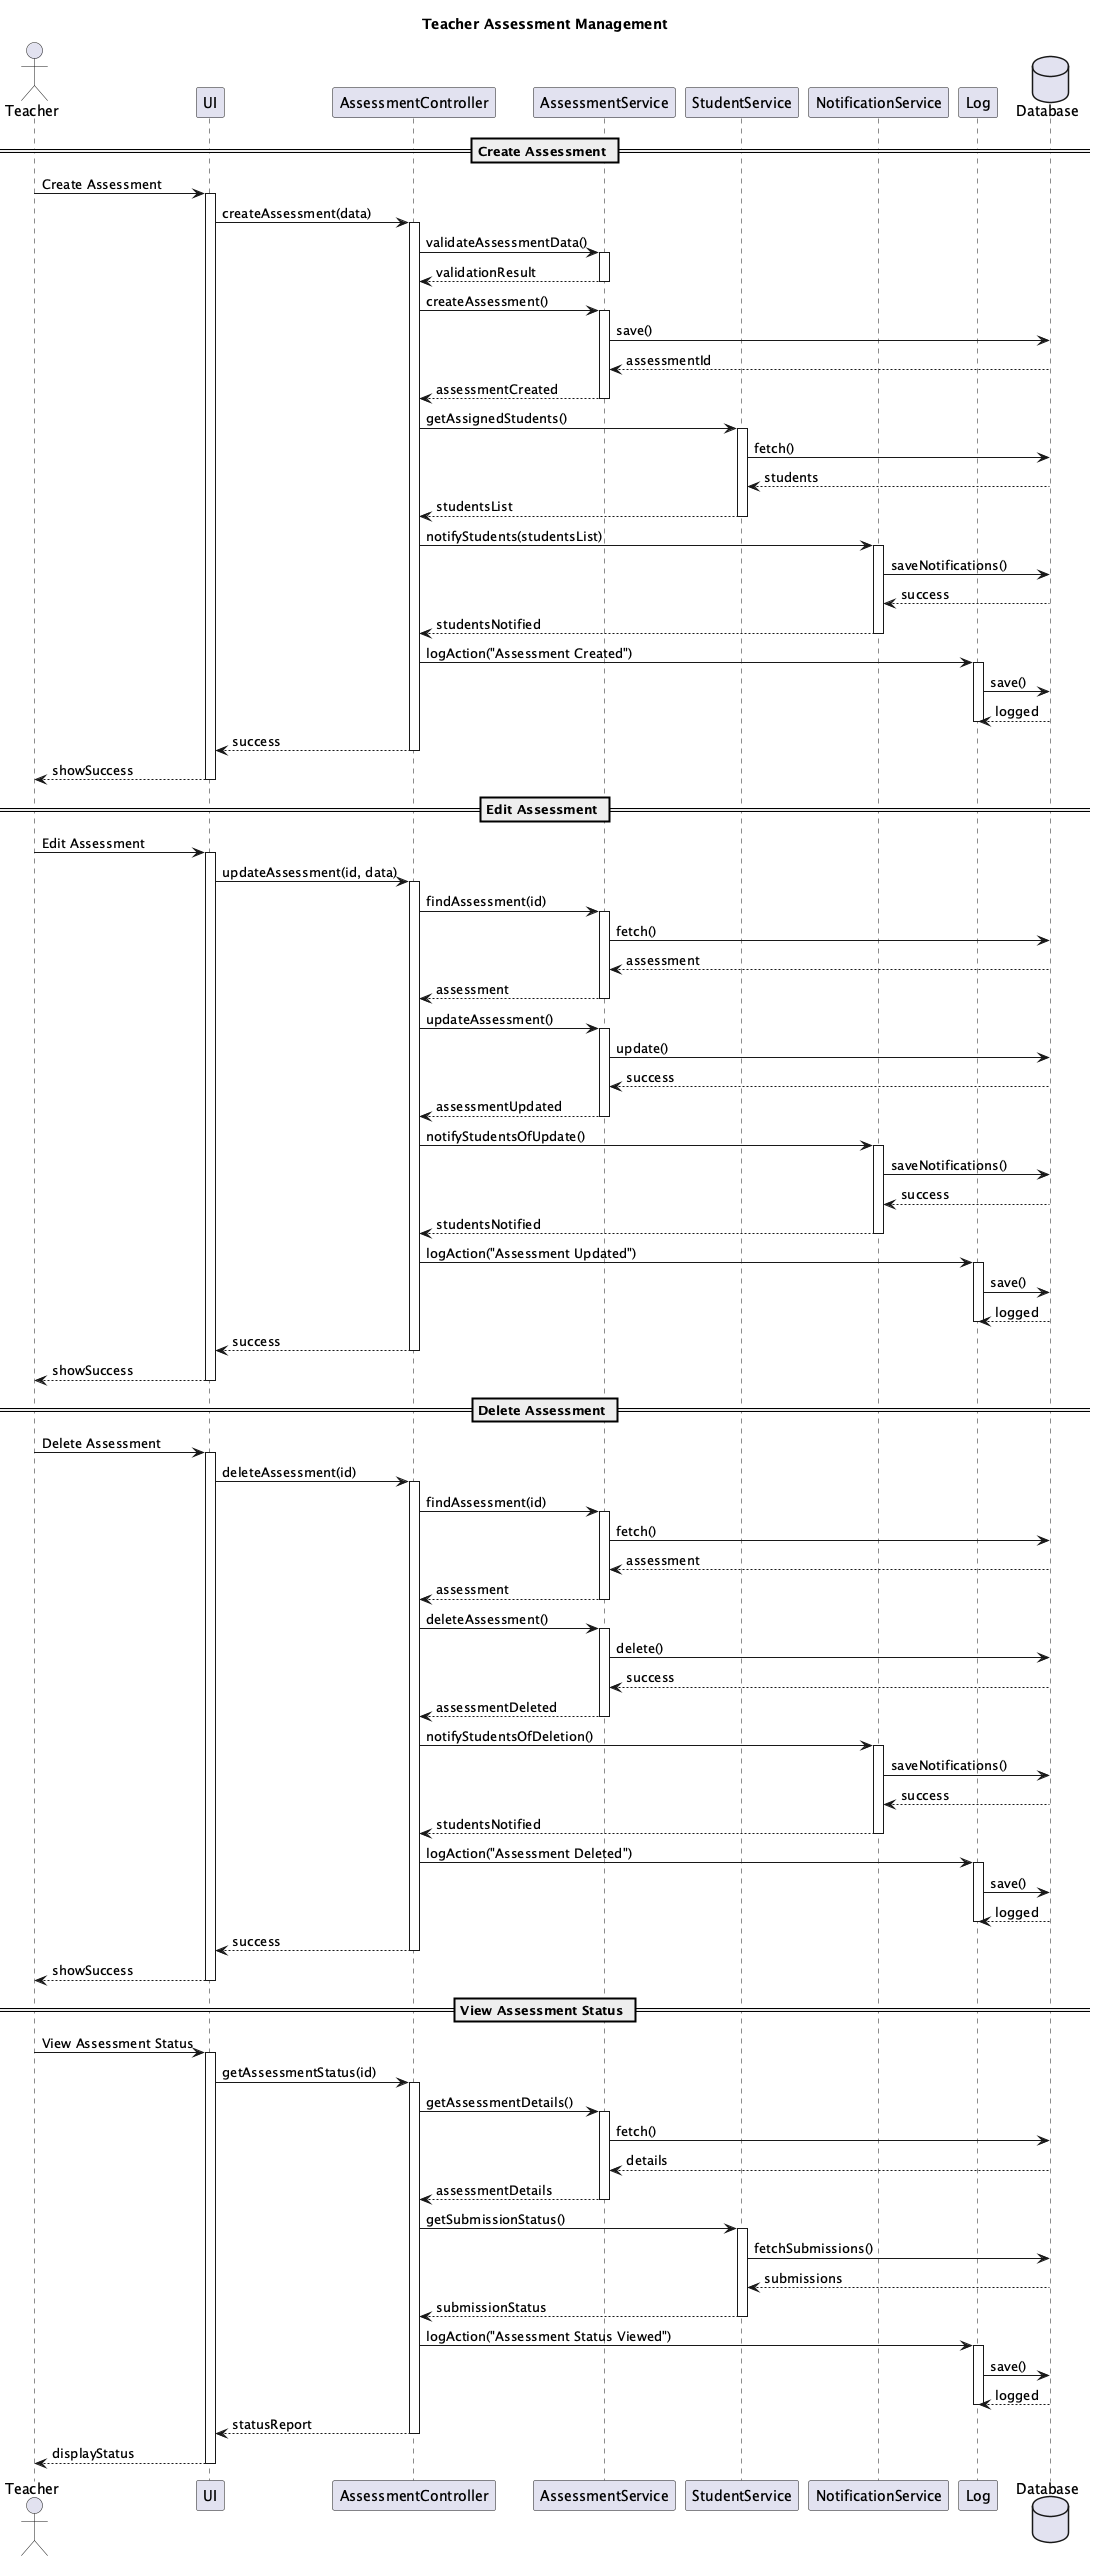 Teacher Assessment Management
Teacher
UI
AssessmentController
AssessmentService
StudentService
NotificationService
Log
Database
Create Assessment
Create Assessment
createAssessment(data)
validateAssessmentData()
validationResult
createAssessment()
save()
assessmentId
assessmentCreated
getAssignedStudents()
fetch()
students
studentsList
notifyStudents(studentsList)
saveNotifications()
success
studentsNotified
logAction("Assessment Created")
save()
logged
success
showSuccess
Edit Assessment
Edit Assessment
updateAssessment(id, data)
findAssessment(id)
fetch()
assessment
assessment
updateAssessment()
update()
success
assessmentUpdated
notifyStudentsOfUpdate()
saveNotifications()
success
studentsNotified
logAction("Assessment Updated")
save()
logged
success
showSuccess
Delete Assessment
Delete Assessment
deleteAssessment(id)
findAssessment(id)
fetch()
assessment
assessment
deleteAssessment()
delete()
success
assessmentDeleted
notifyStudentsOfDeletion()
saveNotifications()
success
studentsNotified
logAction("Assessment Deleted")
save()
logged
success
showSuccess
View Assessment Status
View Assessment Status
getAssessmentStatus(id)
getAssessmentDetails()
fetch()
details
assessmentDetails
getSubmissionStatus()
fetchSubmissions()
submissions
submissionStatus
logAction("Assessment Status Viewed")
save()
logged
statusReport
displayStatus
Teacher
UI
AssessmentController
AssessmentService
StudentService
NotificationService
Log
Database